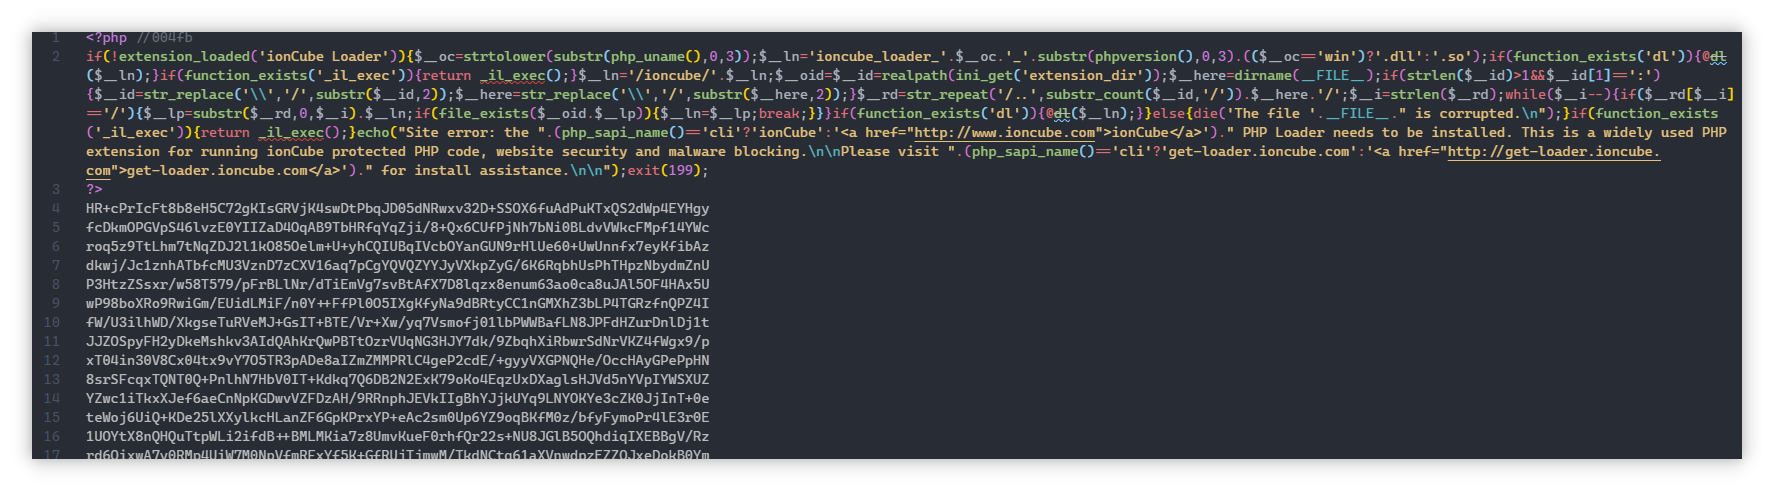 1 <?php //004fb
2 if(!extension_loaded('ionCube Loader')){$__oc=strtolower(substr(php_uname(),0,3));$__ln='ioncube_loader_'.$__oc.'_'.substr(phpversion(),0,3).(($__oc=='win')?'.dll':'.so');if(function_exists('dl')){@dl
($__ln);}if(function_exists('_il_exec')){return _il_exec();}$__ln='/ioncube/'.$__ln;$__oid=$__id=realpath(ini_get('extension_dir'));$__here=dirname(__FILE__);if(strlen($__id)>1&&$__id[1]==':')
{$__id=str_replace('\\','/',substr($__id,2));$__here=str_replace('\\','/',substr($__here,2));}$__rd=str_repeat('/..',substr_count($__id,'/')).$__here.'/';$__i=strlen($__rd);while($__i--){if($__rd[$__i]
=='/'){$__lp=substr($__rd,0,$__i).$__ln;if(file_exists($__oid.$__lp)){$__ln=$__lp;break;}}}if(function_exists('dl')){@dl($__ln);}}else{die('The file '.__FILE__." is corrupted.\n");}if(function_exists
('_il_exec')){return _il_exec();}echo("Site error: the ".(php_sapi_name()=='cli'?'ionCube':'<a href="http://www.ioncube.com">ionCube</a>')." PHP Loader needs to be installed. This is a widely used PHP
extension for running ionCube protected PHP code, website security and malware blocking.\n\nPlease visit ".(php_sapi_name()=='cli'?'get-loader.ioncube.com':'<a href="http://get-loader.ioncube.
com">get-loader.ioncube.com</a>')." for install assistance.\n\n");exit(199);
3 ?>
4 HR+cPrIcFt8b8eH5C72gKIsGRVjK4swDtPbqJD05dNRwxv32D+SSOX6fuAdPuKTxQS2dWp4EYHgy
5 fcDkmOPGVpS46lvzE0YIIZaD4OqAB9TbHRfqYqZji/8+Qx6CUfPjNh7bNi0BLdvVWkcFMpf14YWc
6 roq5z9TtLhm7tNqZDJ2l1kO85Oelm+U+yhCQIUBqIVcbOYanGUN9rHlUe60+UwUnnfx7eyKfibAz
7 dkwj/Jc1znhATbfcMU3VznD7zCXV16aq7pCgYQVQZYYJyVXkpZyG/6K6RqbhUsPhTHpzNbydmZnU
8 P3HtzZSsxr/w58T579/pFrBLlNr/dTiEmVg7svBtAfX7D8lqzx8enum63ao0ca8uJAl5OF4HAx5U
9 wP98boXRo9RwiGm/EUidLMiF/n0Y++FfPl0O5IXgKfyNa9dBRtyCC1nGMXhZ3bLP4TGRzfnQPZ4I
10 fW/U3ilhWD/XkgseTuRVeMJ+GsIT+BTE/Vr+Xw/yq7Vsmofj01lbPWWBafLN8JPFdHZurDnlDj1t
11 JJZOSpyFH2yDkeMshkv3AIdQAhKrQwPBTtOzrVUqNG3HJY7dk/9ZbqhXiRbwrSdNrVKZ4fWgx9/p
12 xT04in30V8Cx04tx9vY7O5TR3pADe8aIZmZMMPRlC4geP2cdE/+gyyVXGPNQHe/OccHAyGPePpHN
13 8srSFcqxTQNT0Q+PnlhN7HbV0IT+Kdkq7Q6DB2N2ExK79oKo4EqzUxDXaglsHJVd5nYVpIYWSXUZ
14 YZwc1iTkxXJef6aeCnNpKGDwvVZFDzAH/9RRnphJEVkIIgBhYJjkUYq9LNYOKYe3cZK0JjInT+0e
15 teWoj6UiQ+KDe25lXXylkcHLanZF6GpKPrxYP+eAc2sm0Up6YZ9oqBKfM0z/bfyFymoPr4lE3r0E
16 1UOYtX8nQHQuTtpWLi2ifdB++BMLMKia7z8UmvKueF0rhfQr22s+NU8JGlB5OQhdiqIXEBBgV/Rz
17